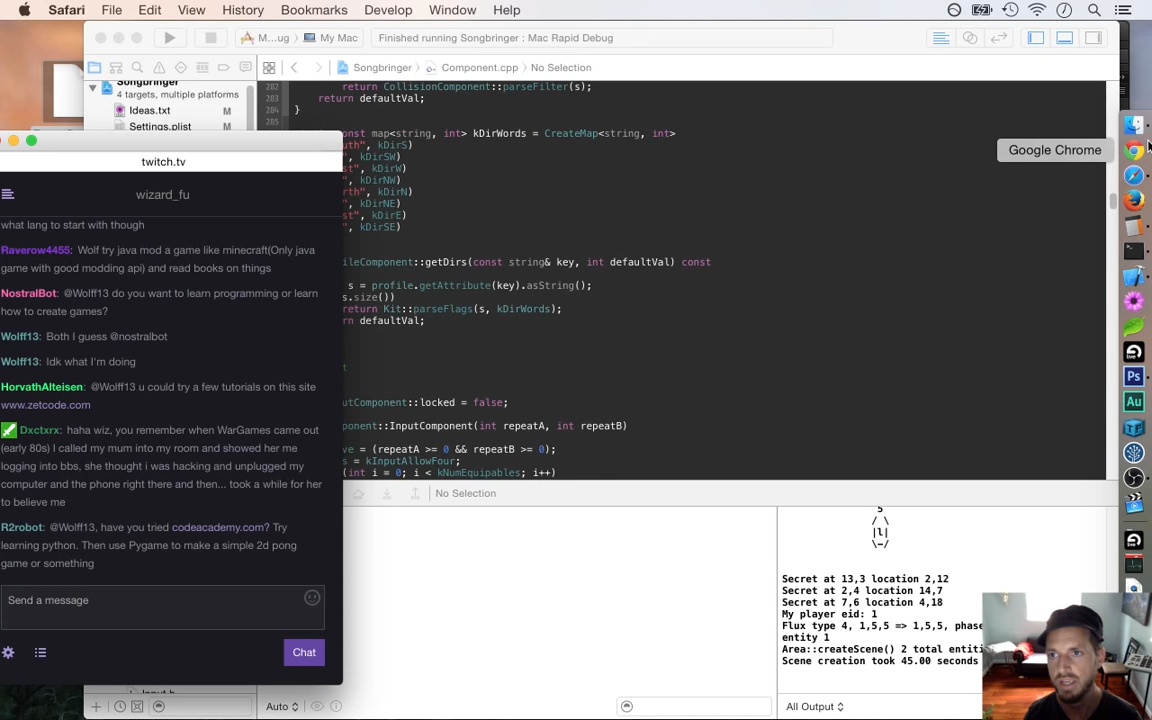 Safari File Edit View History Bookmarks Develop Window Help
M...ug My Mac Finished running Songbringer : Mac Rapid Debug
Songbringer Component.cpp No Selection
Songbringer
4 targets, multiple platforms
Ideas.txt M
Settings.plist M
282 return CollisionComponent::parseFilter(s);
283 return defaultVal;
284 }
285
const map<string, int> kDirWords = CreateMap<string, int>
uth", kDirS)
", kDirSW)
st", kDirW)
", kDirNW)
rth", kDirN)
", kDirNE)
st", kDirE)
", kDirSE)
ileComponent::getDirs(const string& key, int defaultVal) const
s = profile.getAttribute(key).asString();
s.size())
return Kit::parseFlags(s, kDirWords);
rn defaultVal;
t
utComponent::locked = false;
ponent::InputComponent(int repeatA, int repeatB)
ve = (repeatA >= 0 && repeatB >= 0);
s = kInputAllowFour;
(int i = 0; i < kNumEquipables; i++)
Google Chrome
twitch.tv
wizard_fu
what lang to start with though
Raverow4455: Wolf try java mod a game like minecraft(Only java
game with good modding api) and read books on things
NostralBot: @Wolff13 do you want to learn programming or learn
how to create games?
Wolff13: Both I guess @nostralbot
Wolff13: Idk what I'm doing
HorvathAlteisen: @Wolff13 u could try a few tutorials on this site
www.zetcode.com
Dxctxrx: haha wiz, you remember when WarGames came out
(early 80s) I called my mum into my room and showed her me
logging into bbs, she thought i was hacking and unplugged my
computer and the phone right there and then... took a while for her
to believe me
R2robot: @Wolff13, have you tried codeacademy.com? Try
learning python. Then use Pygame to make a simple 2d pong
game or something
Send a message
Chat
No Selection
5
/ \
|l|
\~/
Secret at 13,3 location 2,12
Secret at 2,4 location 14,7
Secret at 7,6 location 4,18
My player eid: 1
Flux type 4, 1,5,5 => 1,5,5, phase
entity 1
Area::createScene() 2 total entiti
Scene creation took 45.00 seconds
Input.h
Auto
All Output
Ps
Au